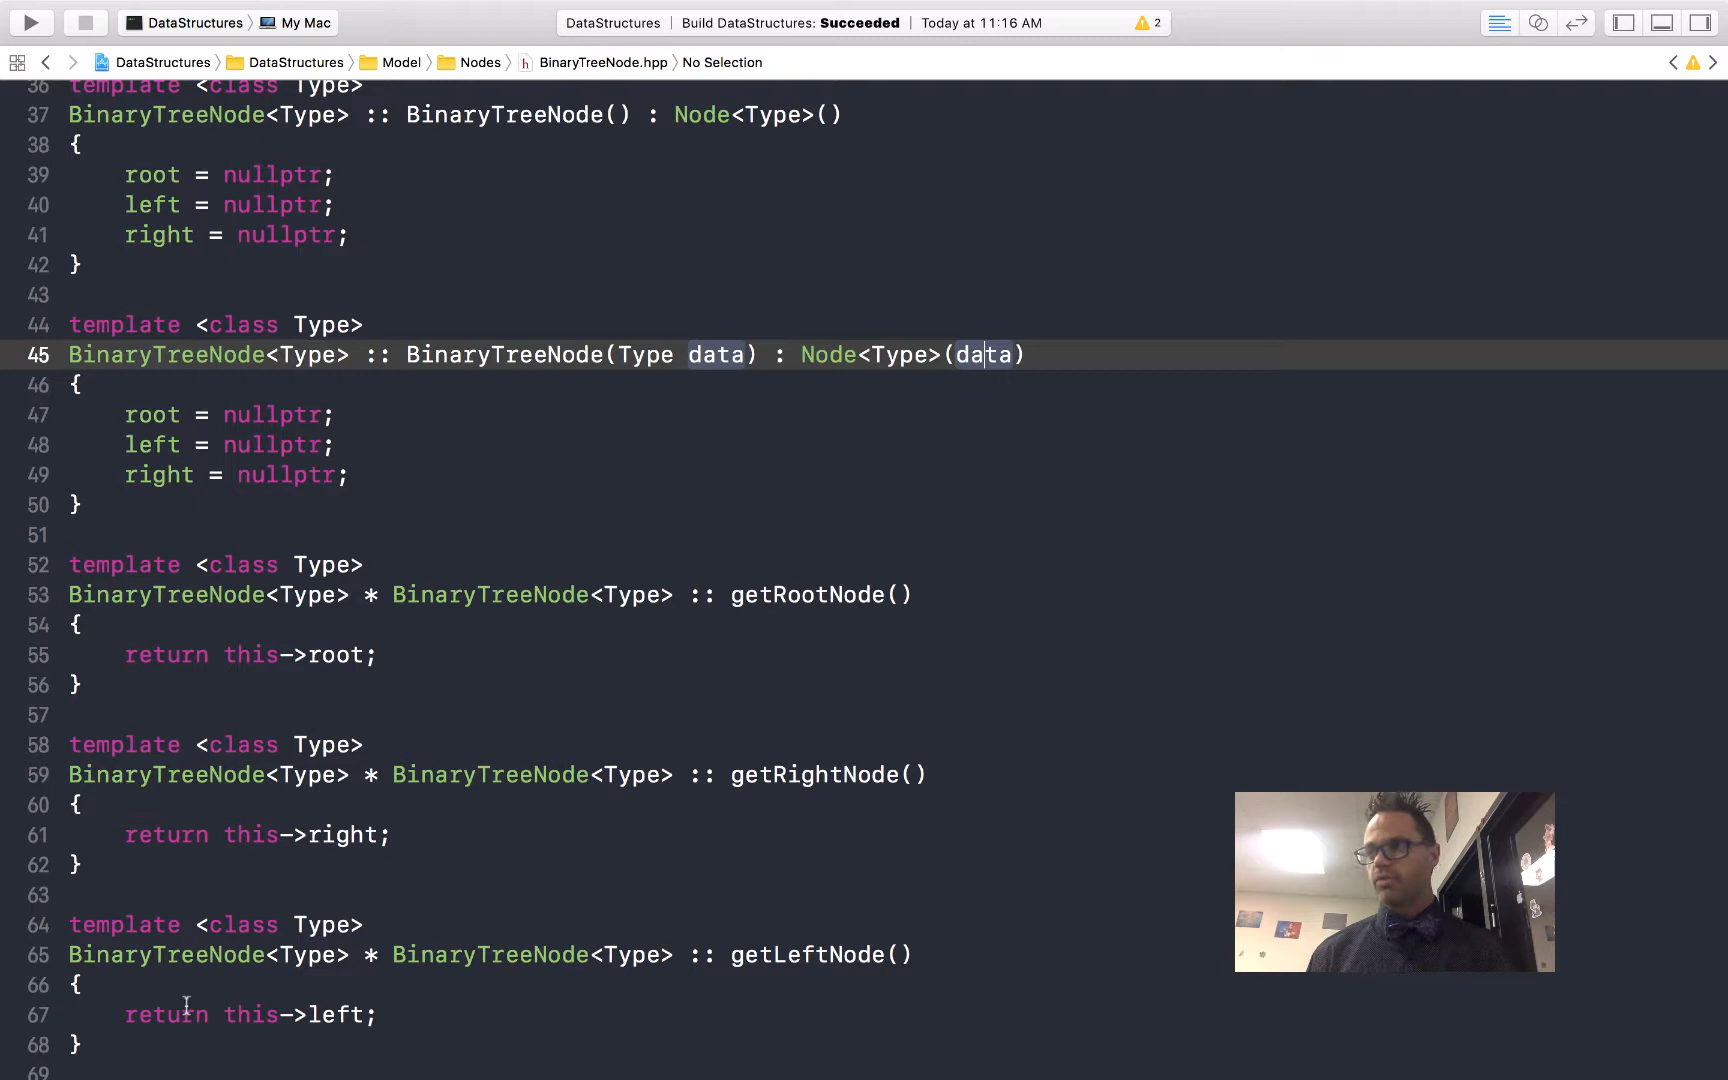 DataStructures My Mac DataStructures | Build DataStructures: Succeeded | Today at 11:16 AM 2
DataStructures DataStructures Model Nodes h BinaryTreeNode.hpp No Selection
36 template <class Type>
37 BinaryTreeNode<Type> :: BinaryTreeNode() : Node<Type>()
38 {
39 root = nullptr;
40 left = nullptr;
41 right = nullptr;
42 }
43
44 template <class Type>
45 BinaryTreeNode<Type> :: BinaryTreeNode(Type data) : Node<Type>(data)
46 {
47 root = nullptr;
48 left = nullptr;
49 right = nullptr;
50 }
51
52 template <class Type>
53 BinaryTreeNode<Type> * BinaryTreeNode<Type> :: getRootNode()
54 {
55 return this->root;
56 }
57
58 template <class Type>
59 BinaryTreeNode<Type> * BinaryTreeNode<Type> :: getRightNode()
60 {
61 return this->right;
62 }
63
64 template <class Type>
65 BinaryTreeNode<Type> * BinaryTreeNode<Type> :: getLeftNode()
66 {
67 return this->left;
68 }
69